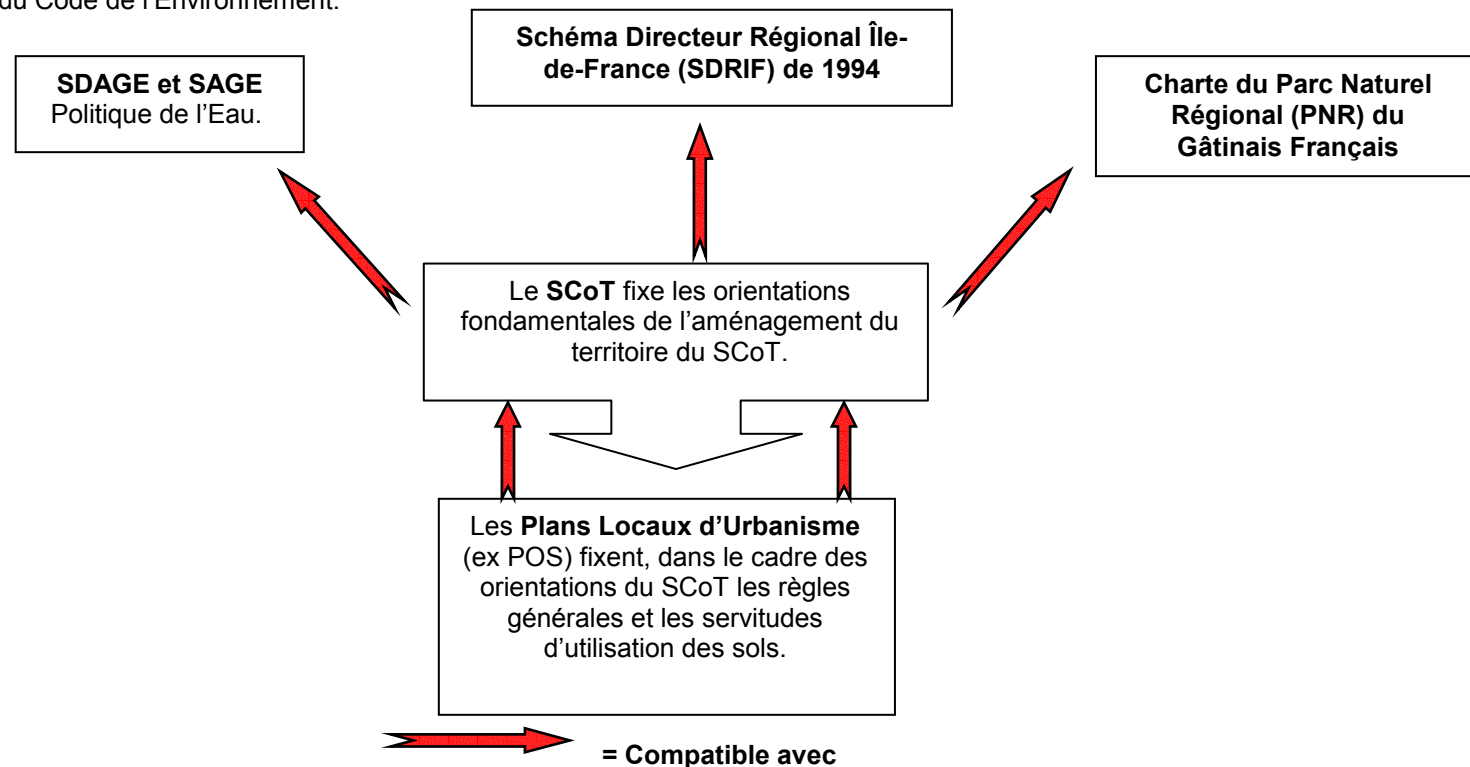 du Code de l'Environnement.
Schéma Directeur Régional Île-
de-France (SDRIF) de 1994
SDAGE et SAGE
Politique de l'Eau.
Charte du Parc Naturel
Régional (PNR) du
Gâtinais Français
Le SCoT fixe les orientations
fondamentales de l'aménagement du
territoire du SCoT.
Les Plans Locaux d'Urbanisme
(ex POS) fixent, dans le cadre des
orientations du SCoT les règles
générales et les servitudes
d'utilisation des sols.
= Compatible avec